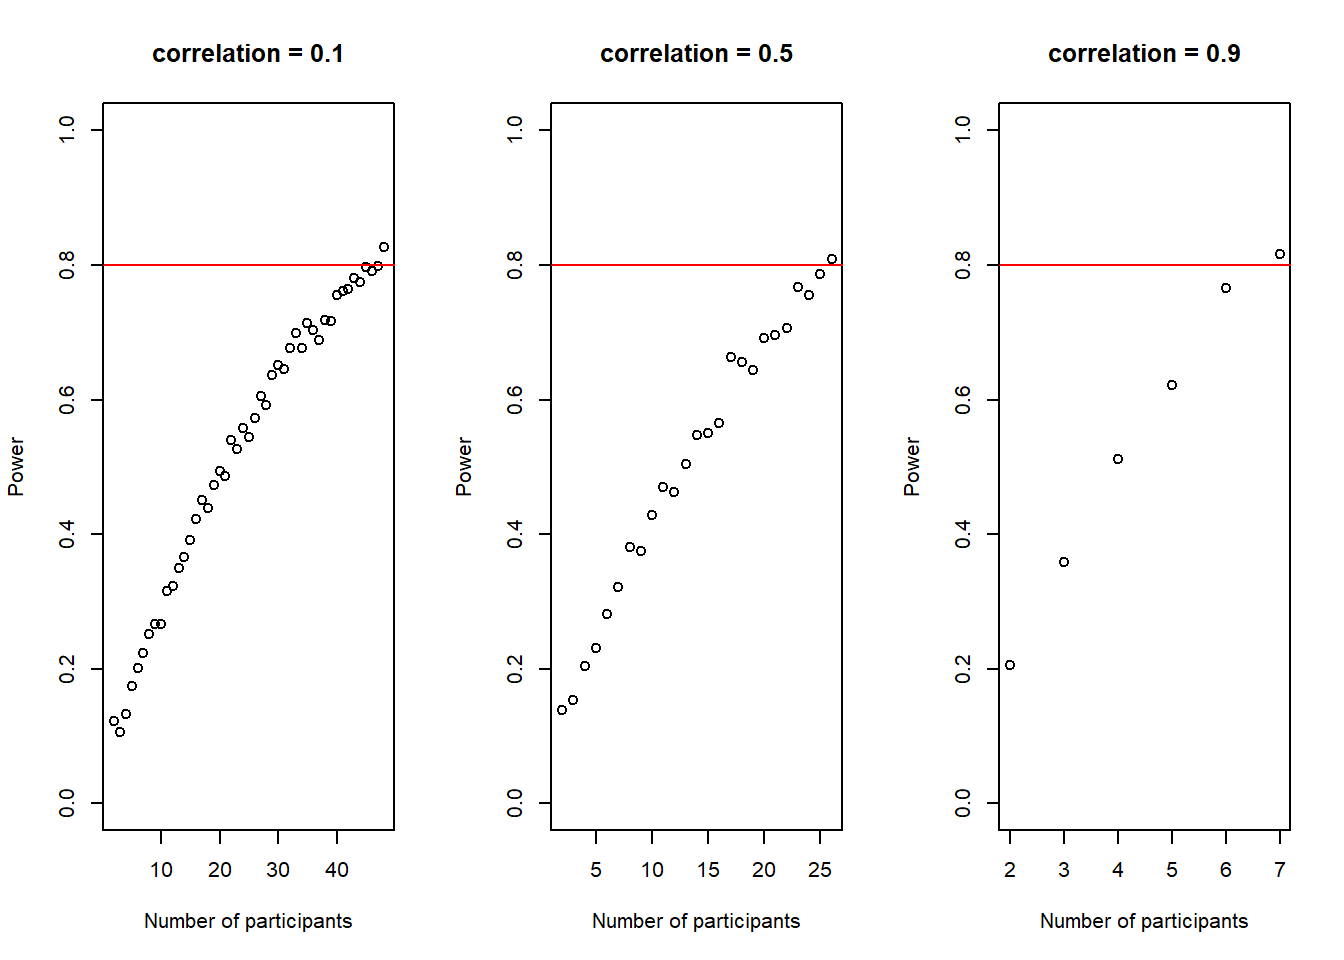 correlation = 0.1
1.0
0.8
0.6
0.4
0.2
0.0
Power
10 20 30 40
Number of participants
correlation = 0.5
1.0
0.8
0.6
0.4
0.2
0.0
Power
5 10 15 20 25
Number of participants
correlation = 0.9
1.0
0.8
0.6
0.4
0.2
0.0
Power
2 3 4 5 6 7
Number of participants